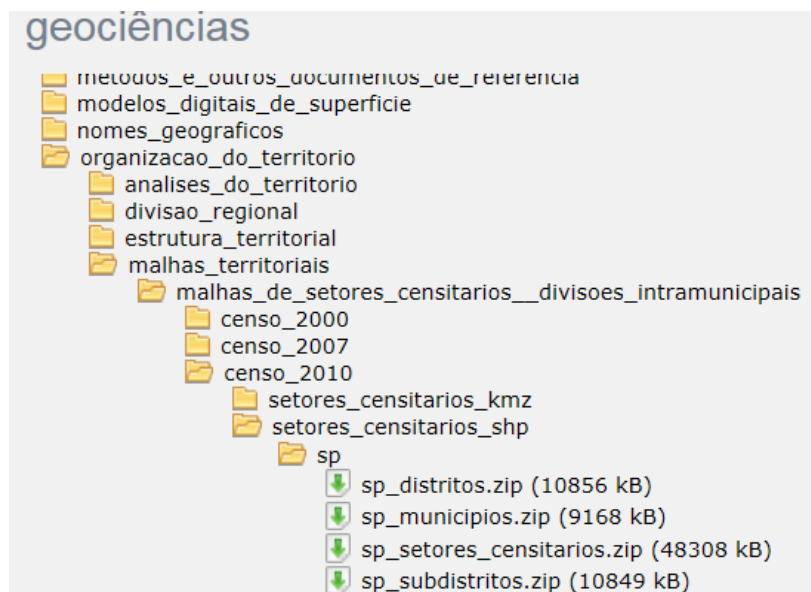 geociências
metodos_e_outros_documentos_de_referencia
modelos_digitais_de_superficie
nomes_geograficos
organizacao_do_territorio
analises_do_territorio
divisao_regional
estrutura_territorial
malhas_territoriais
malhas_de_setores_censitarios__divisoes_intramunicipais
censo_2000
censo_2007
censo_2010
setores_censitarios_kmz
setores_censitarios_shp
sp
sp_distritos.zip (10856 kB)
sp_municipios.zip (9168 kB)
sp_setores_censitarios.zip (48308 kB)
sp_subdistritos.zip (10849 kB)